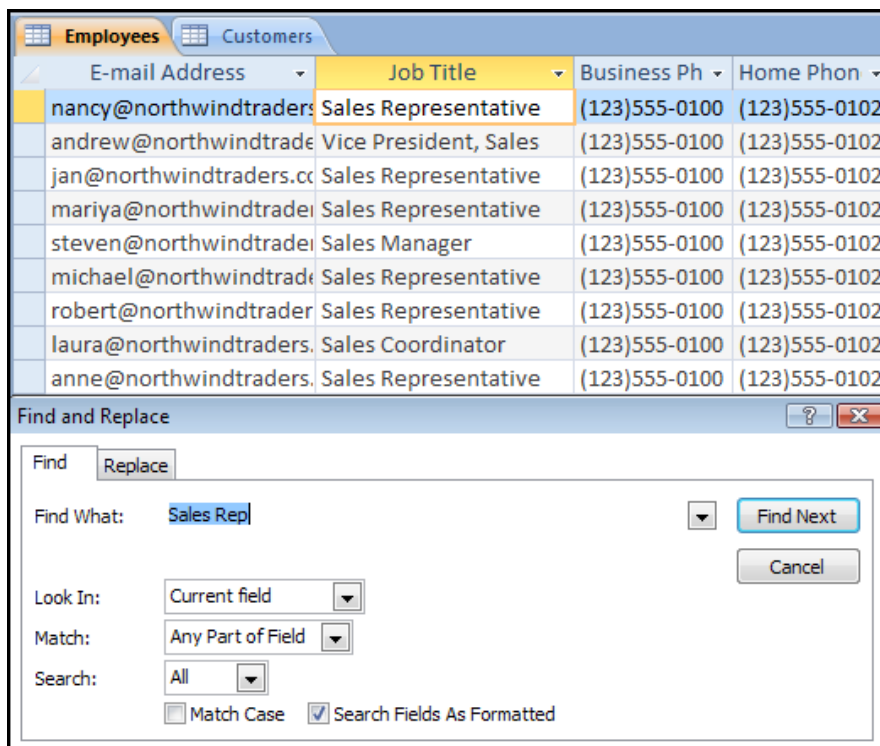 Employees Customers
E-mail Address Job Title Business Ph Home Phon
nancy@northwindtraders Sales Representative (123)555-0100 (123)555-0102
andrew@northwindtrade Vice President, Sales (123)555-0100 (123)555-0102
jan@northwindtraders.co Sales Representative (123)555-0100 (123)555-0102
mariya@northwindtrader Sales Representative (123)555-0100 (123)555-0102
steven@northwindtrader Sales Manager (123)555-0100 (123)555-0102
michael@northwindtrade Sales Representative (123)555-0100 (123)555-0102
robert@northwindtrader Sales Representative (123)555-0100 (123)555-0102
laura@northwindtraders. Sales Coordinator (123)555-0100 (123)555-0102
anne@northwindtraders. Sales Representative (123)555-0100 (123)555-0102
Find and Replace ?
Find Replace
Find What: Sales Rep Find Next
Cancel
Look In: Current field
Match: Any Part of Field
Search: All
Match Case Search Fields As Formatted